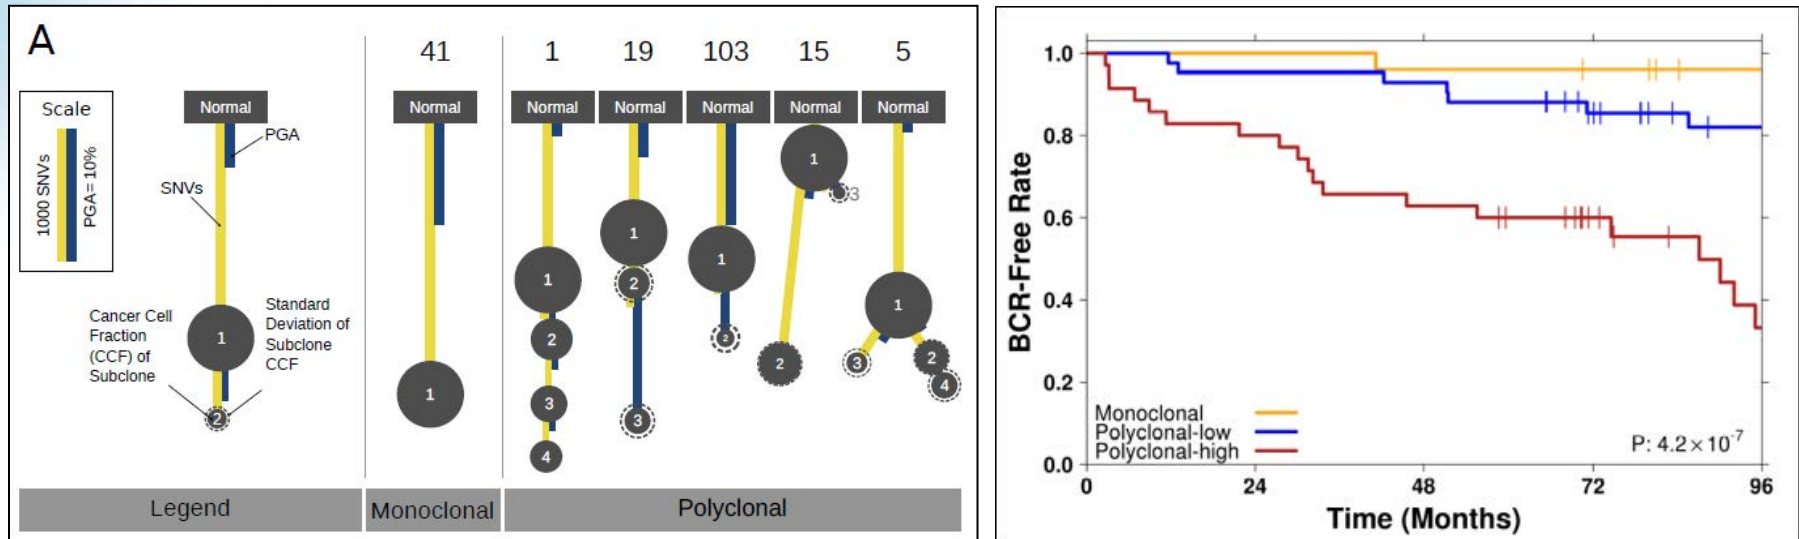 A
41
1
19
103
15
5
Scale
1000 SNVs
PGA= 10%
Normal
PGA
SNVs
1
Cancer Cell
Fraction
(CCF) of
Subclone
Standard
Deviation of
Subclone
CCF
2
Normal
1
Normal
1
2
3
4
Normal
1
2
3
Normal
1
2
Normal
1
3
2
Normal
1
3
2
4
Legend
Monoclonal
Polyclonal
BCR-Free Rate
1.0
0.8
0.6
0.4
0.2
0.0
Monoclonal
Polyclonal-low
Polyclonal-high
P: 4.2×10⁻⁷
0 24 48 72 96
Time (Months)